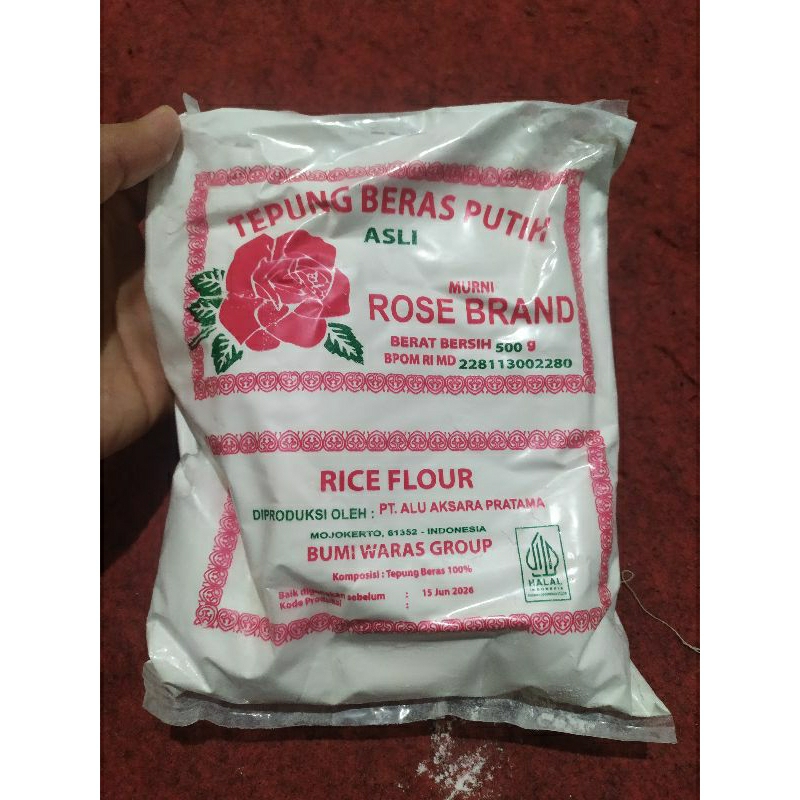 TEPUNG BERAS PUTIH
ASLI
MURNI
ROSE BRAND
BERAT BERSIH 500 g
BPOM RI MD 228113002280
RICE FLOUR
DIPRODUKSI OLEH : PT. ALU AKSARA PRATAMA
MOJOKERTO, 61352 - INDONESIA
BUMI WARAS GROUP
Komposisi : Tepung Beras 100%
Baik digunakan sebelum : 15 Jun 2026
Kode Produksi :
HALAL
INDONESIA